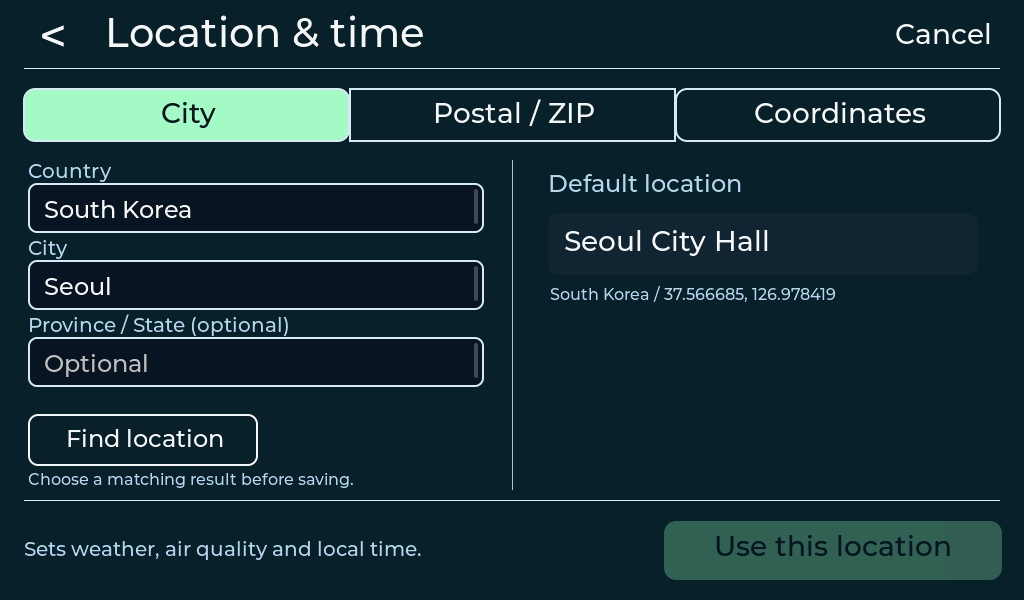 < Location & time
Cancel
City
Postal / ZIP
Coordinates
Country
South Korea
City
Seoul
Province / State (optional)
Optional
Find location
Choose a matching result before saving.
Default location
Seoul City Hall
South Korea / 37.566685, 126.978419
Sets weather, air quality and local time.
Use this location